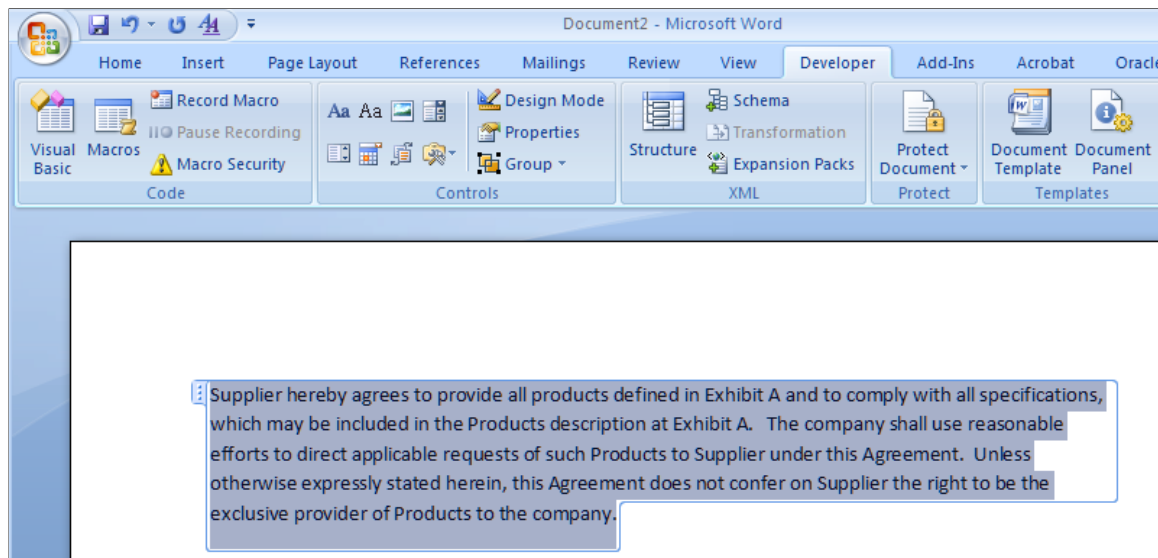 Document2 - Microsoft Word
Home Insert Page Layout References Mailings Review View Developer Add-Ins Acrobat Oracle
Visual Basic
Macros
Record Macro
Pause Recording
Macro Security
Code
Aa Aa
Design Mode
Properties
Group
Controls
Structure
Schema
Transformation
Expansion Packs
XML
Protect Document
Protect
Document Template
Document Panel
Templates
Supplier hereby agrees to provide all products defined in Exhibit A and to comply with all specifications,
which may be included in the Products description at Exhibit A.   The company shall use reasonable
efforts to direct applicable requests of such Products to Supplier under this Agreement.  Unless
otherwise expressly stated herein, this Agreement does not confer on Supplier the right to be the
exclusive provider of Products to the company.